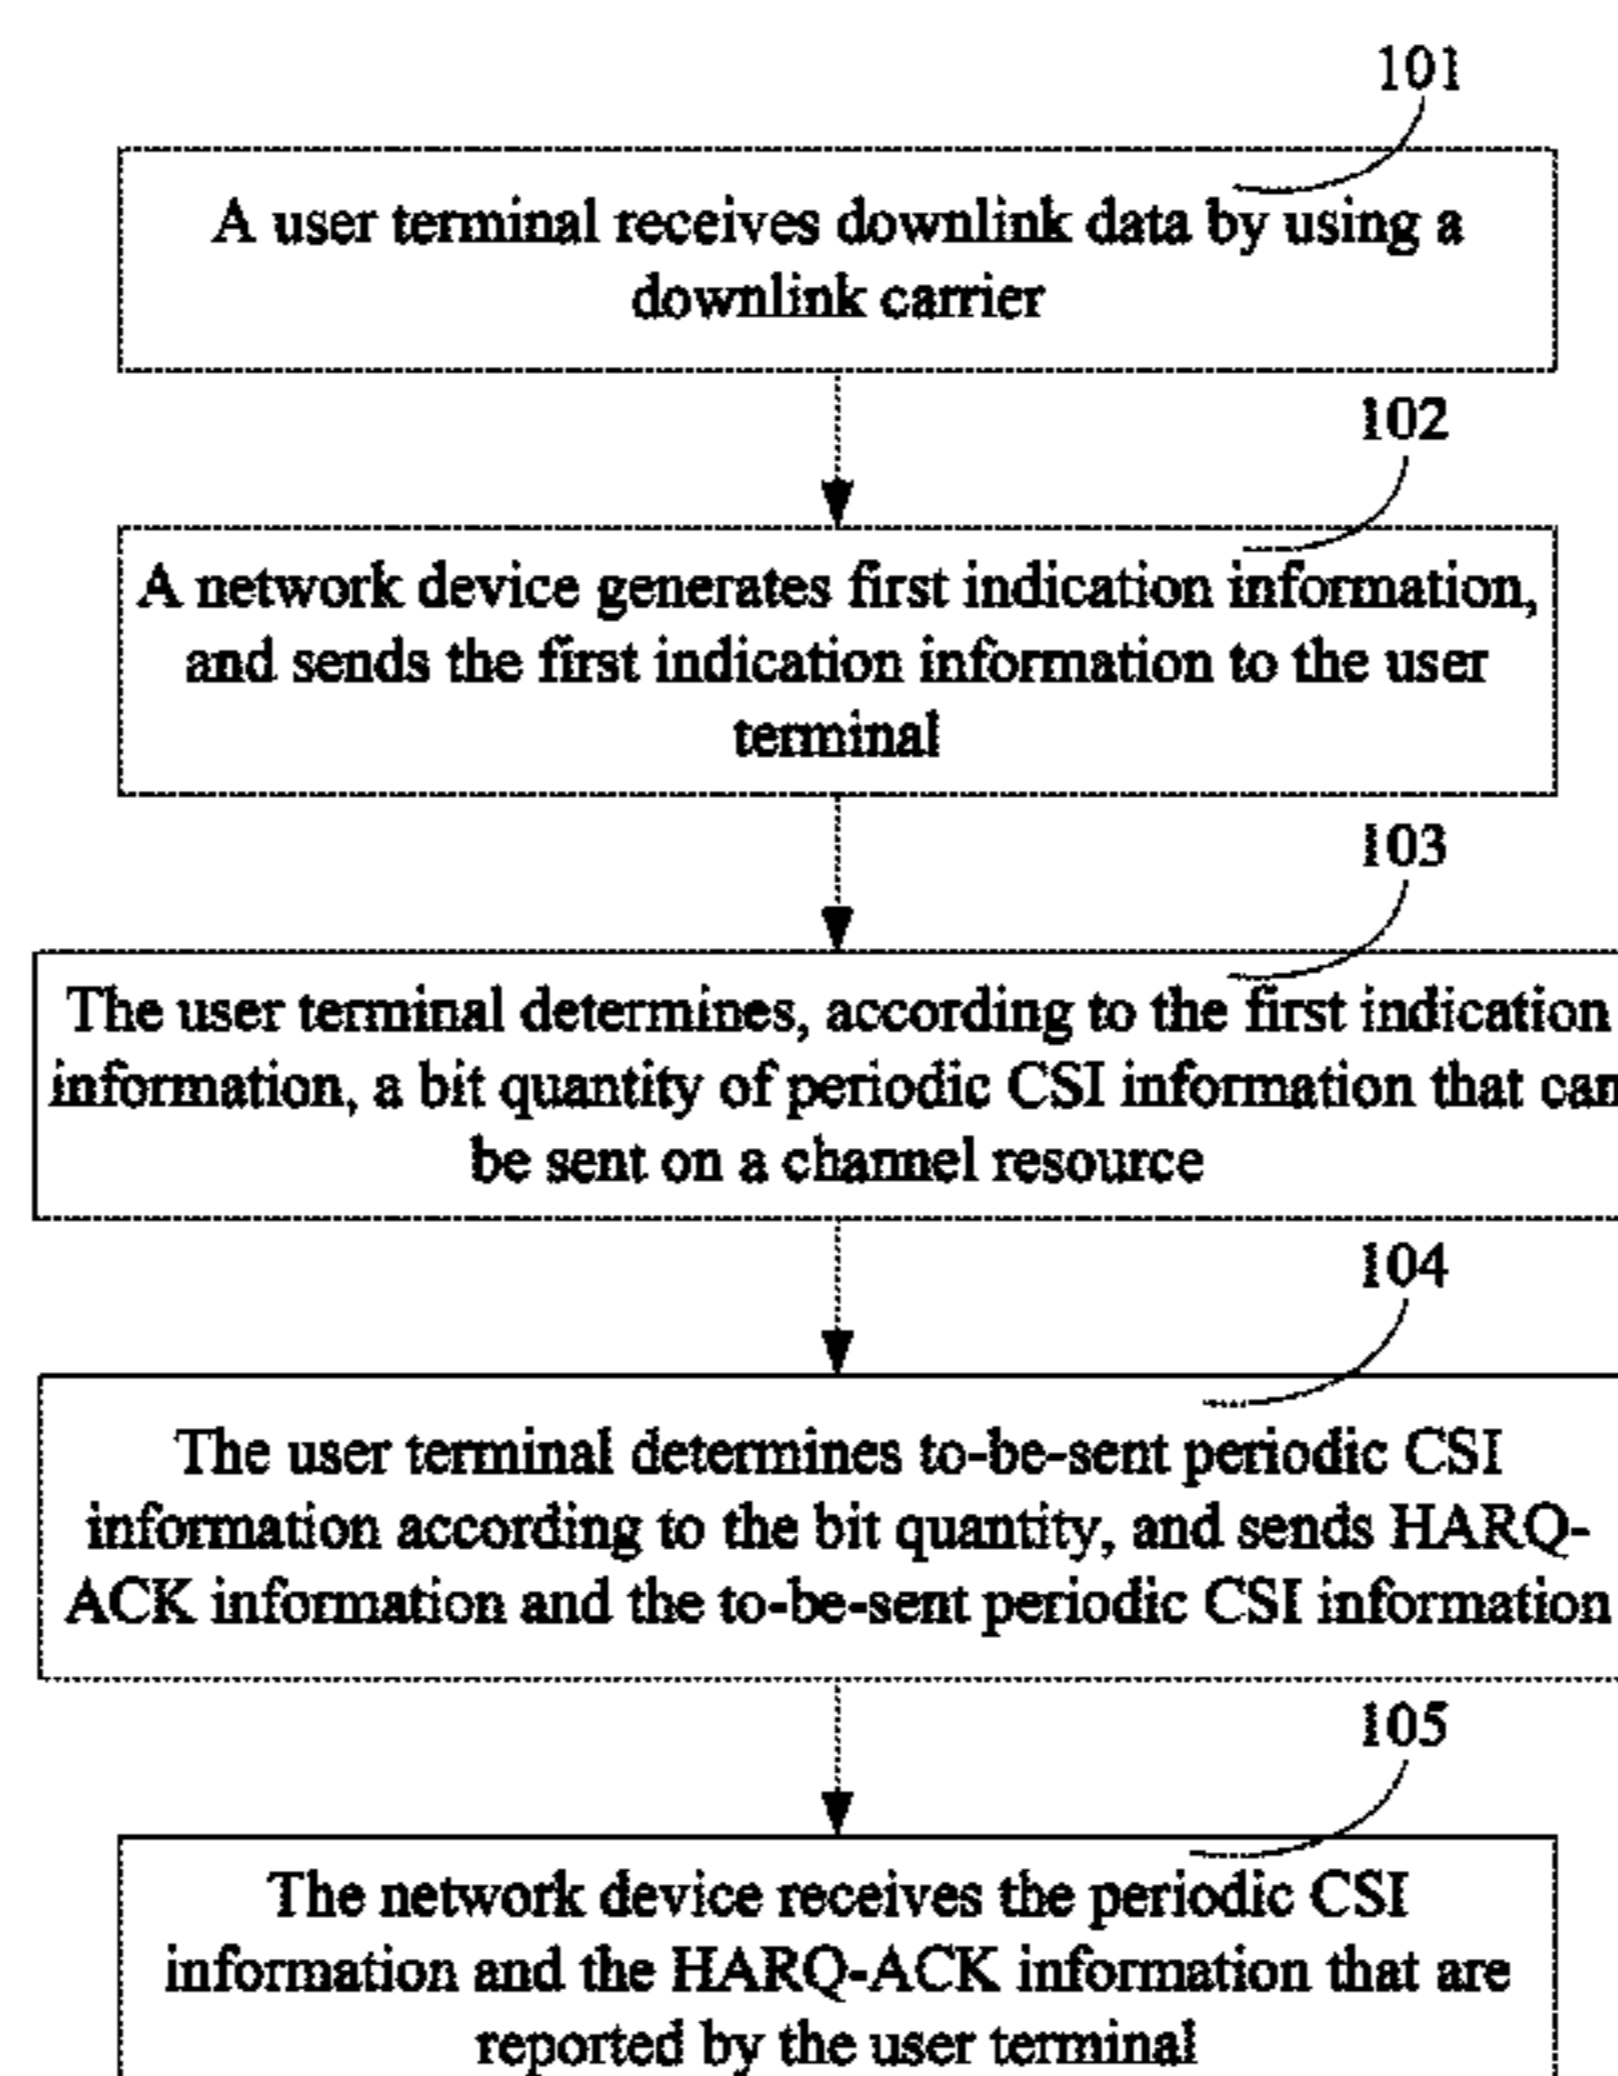 101
A user terminal receives downlink data by using a
downlink carrier
102
A network device generates first indication information,
and sends the first indication information to the user
terminal
103
The user terminal determines, according to the first indication
information, a bit quantity of periodic CSI information that can
be sent on a channel resource
104
The user terminal determines to-be-sent periodic CSI
information according to the bit quantity, and sends HARQ-
ACK information and the to-be-sent periodic CSI information
105
The network device receives the periodic CSI
information and the HARQ-ACK information that are
reported by the user terminal